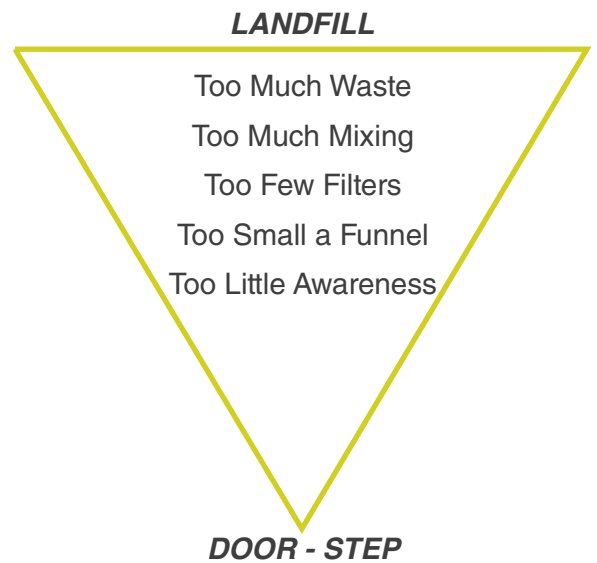 LANDFILL
Too Much Waste
Too Much Mixing
Too Few Filters
Too Small a Funnel
Too Little Awareness
DOOR - STEP